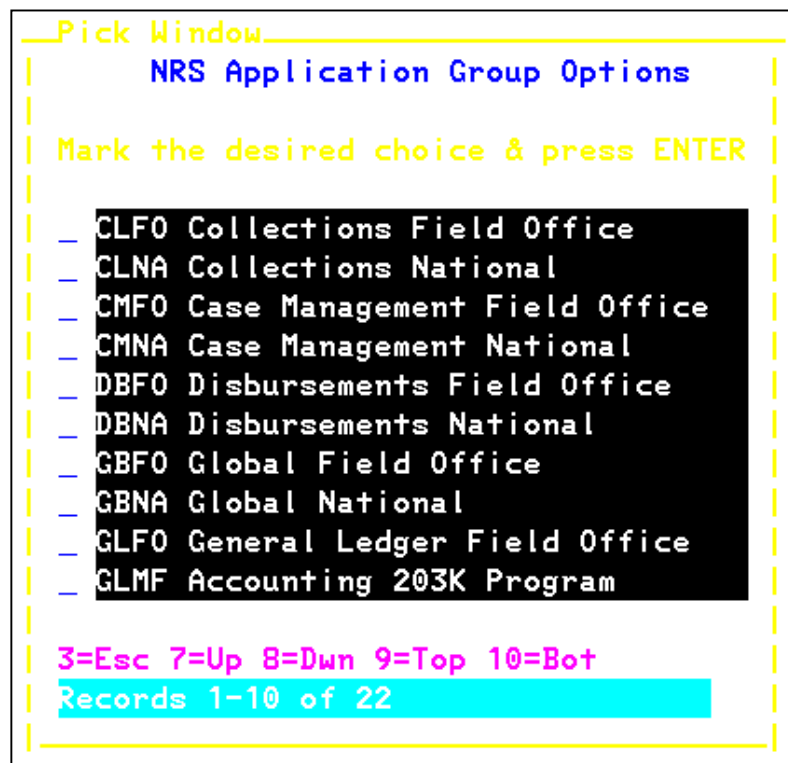 Pick Window
NRS Application Group Options
Mark the desired choice & press ENTER
_ CLFO Collections Field Office
_ CLNA Collections National
_ CMFO Case Management Field Office
_ CMNA Case Management National
_ DBFO Disbursements Field Office
_ DBNA Disbursements National
_ GBFO Global Field Office
_ GBNA Global National
_ GLFO General Ledger Field Office
_ GLMF Accounting 203K Program
3=Esc 7=Up 8=Dwn 9=Top 10=Bot
Records 1-10 of 22